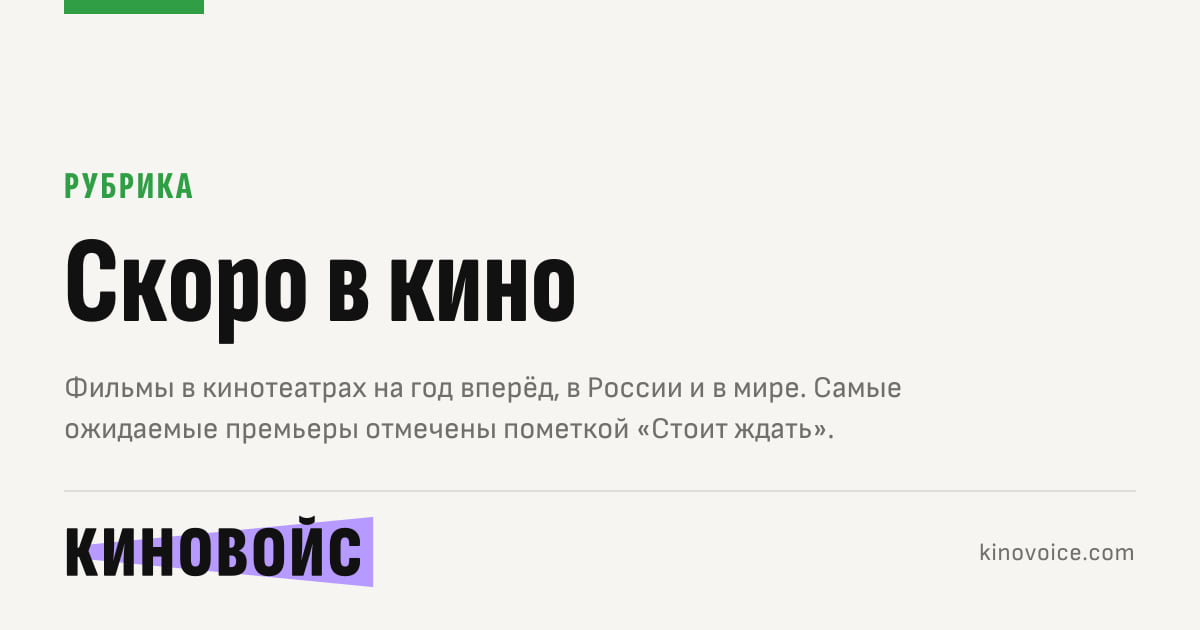 РУБРИКА
Скоро в кино
Фильмы в кинотеатрах на год вперёд, в России и в мире. Самые
ожидаемые премьеры отмечены пометкой «Стоит ждать».
КИНОВОЙС
kinovoice.com